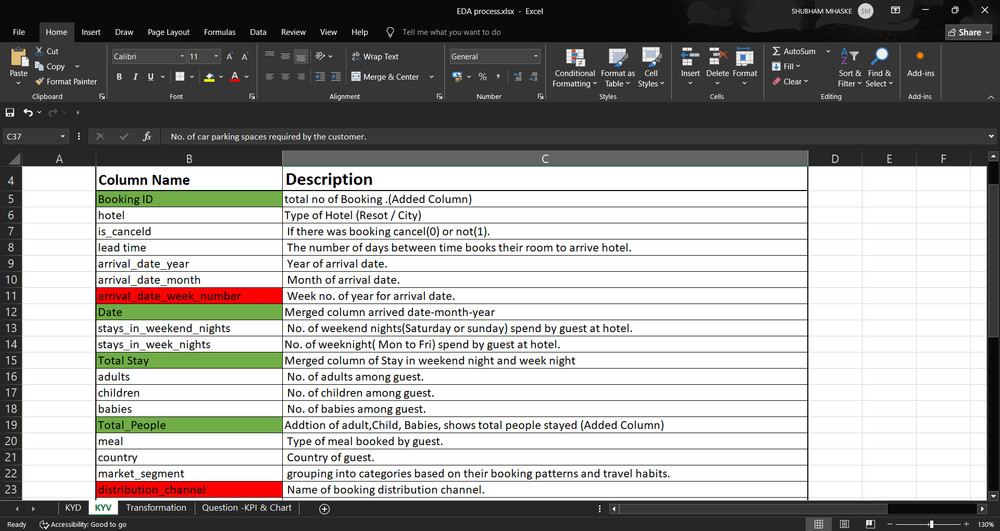 EDA process.xlsx - Excel
SHUBHAM MHASKE SM
File Home Insert Draw Page Layout Formulas Data Review View Help Tell me what you want to do Share
Paste
Cut
Copy
Format Painter
Clipboard
Calibri 11 A A
B I U A
Font
ab Wrap Text
Merge & Center
Alignment
General
% ,
Number
Conditional Formatting
Format as Table
Cell Styles
Styles
Insert Delete Format
Cells
AutoSum
Fill
Clear
Sort & Filter
Find & Select
Editing
Add-ins
Add-ins
C37 fx No. of car parking spaces required by the customer.
A B C D E F
4 Column Name Description
5 Booking ID total no of Booking .(Added Column)
6 hotel Type of Hotel (Resot / City)
7 is_canceld If there was booking cancel(0) or not(1).
8 lead time The number of days between time books their room to arrive hotel.
9 arrival_date_year Year of arrival date.
10 arrival_date_month Month of arrival date.
11 arrival_date_week_number Week no. of year for arrival date.
12 Date Merged column arrived date-month-year
13 stays_in_weekend_nights No. of weekend nights(Saturday or sunday) spend by guest at hotel.
14 stays_in_week_nights No. of weeknight( Mon to Fri) spend by guest at hotel.
15 Total Stay Merged column of Stay in weekend night and week night
16 adults No. of adults among guest.
17 children No. of children among guest.
18 babies No. of babies among guest.
19 Total_People Addtion of adult,Child, Babies, shows total people stayed (Added Column)
20 meal Type of meal booked by guest.
21 country Country of guest.
22 market_segment grouping into categories based on their booking patterns and travel habits.
23 distribution_channel Name of booking distribution channel.
KYD KYV Transformation Question -KPI & Chart
Ready Accessibility: Good to go 130%